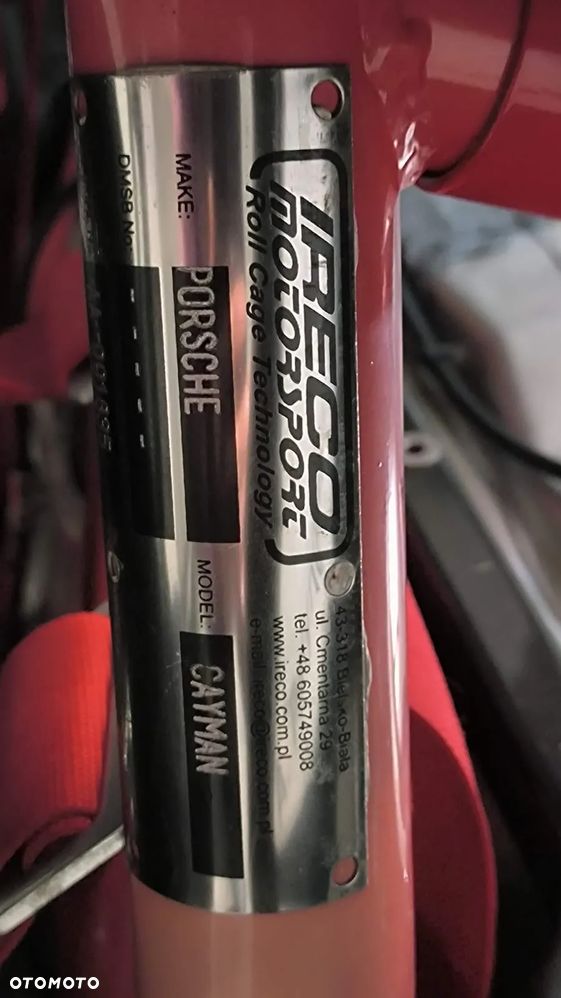 IRECO
MOTORSPORT
Roll Cage Technology
43-318 Bielsko-Biała
ul. Cmentarna 29
tel. +48 605749008
www.ireco.com.pl
e-mail: ireco@ireco.com.pl
MAKE: PORSCHE MODEL: CAYMAN
DMSB No:
OTOMOTO